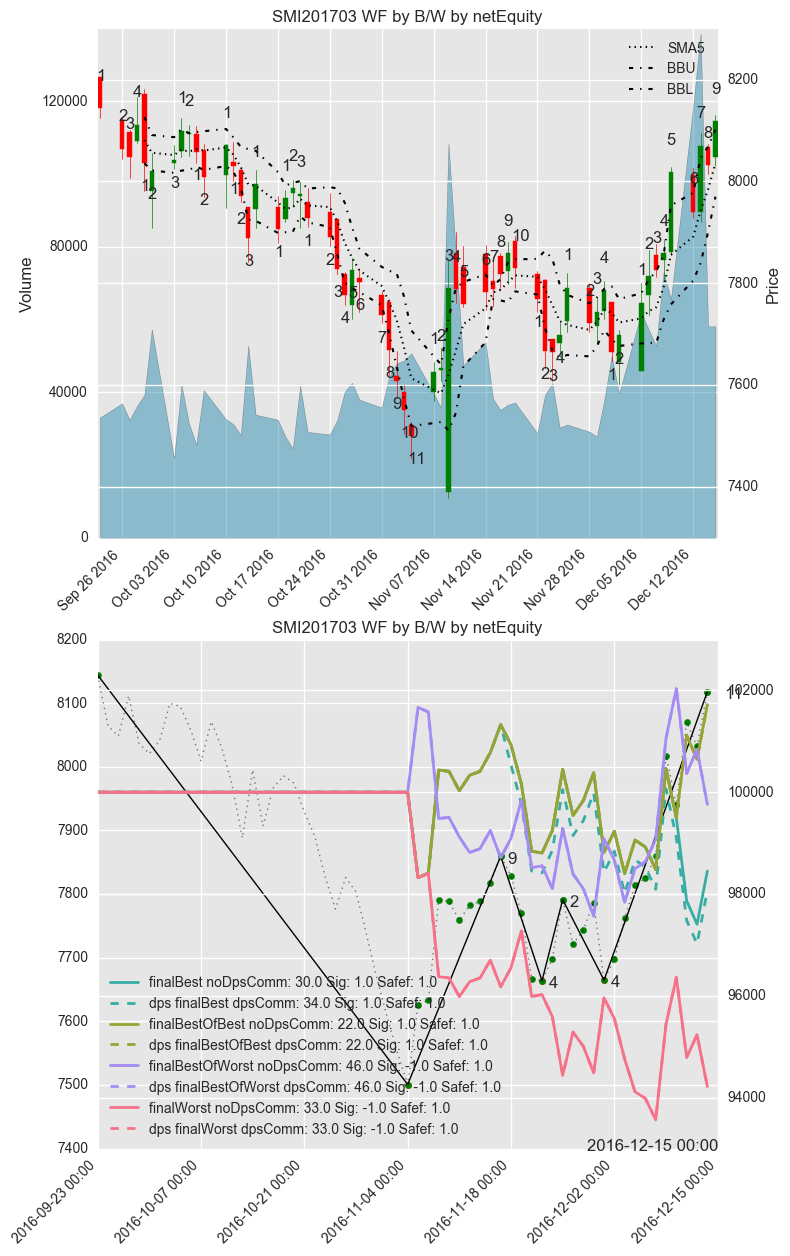 SMI201703 WF by B/W by netEquity
SMA5
BBU
BBL
Volume
120000
80000
40000
0
Price
8200
8000
7800
7600
7400
Sep 26 2016
Oct 03 2016
Oct 10 2016
Oct 17 2016
Oct 24 2016
Oct 31 2016
Nov 07 2016
Nov 14 2016
Nov 21 2016
Nov 28 2016
Dec 05 2016
Dec 12 2016
SMI201703 WF by B/W by netEquity
8200
8100
8000
7900
7800
7700
7600
7500
7400
102000
100000
98000
96000
94000
11
9
4
2
4
finalBest noDpsComm: 30.0 Sig: 1.0 Safef: 1.0
dps finalBest dpsComm: 34.0 Sig: 1.0 Safef: 1.0
finalBestOfBest noDpsComm: 22.0 Sig: 1.0 Safef: 1.0
dps finalBestOfBest dpsComm: 22.0 Sig: 1.0 Safef: 1.0
finalBestOfWorst noDpsComm: 46.0 Sig: -1.0 Safef: 1.0
dps finalBestOfWorst dpsComm: 46.0 Sig: -1.0 Safef: 1.0
finalWorst noDpsComm: 33.0 Sig: -1.0 Safef: 1.0
dps finalWorst dpsComm: 33.0 Sig: -1.0 Safef: 1.0
2016-12-15 00:00
2016-09-23 00:00
2016-10-07 00:00
2016-10-21 00:00
2016-11-04 00:00
2016-11-18 00:00
2016-12-02 00:00
2016-12-15 00:00